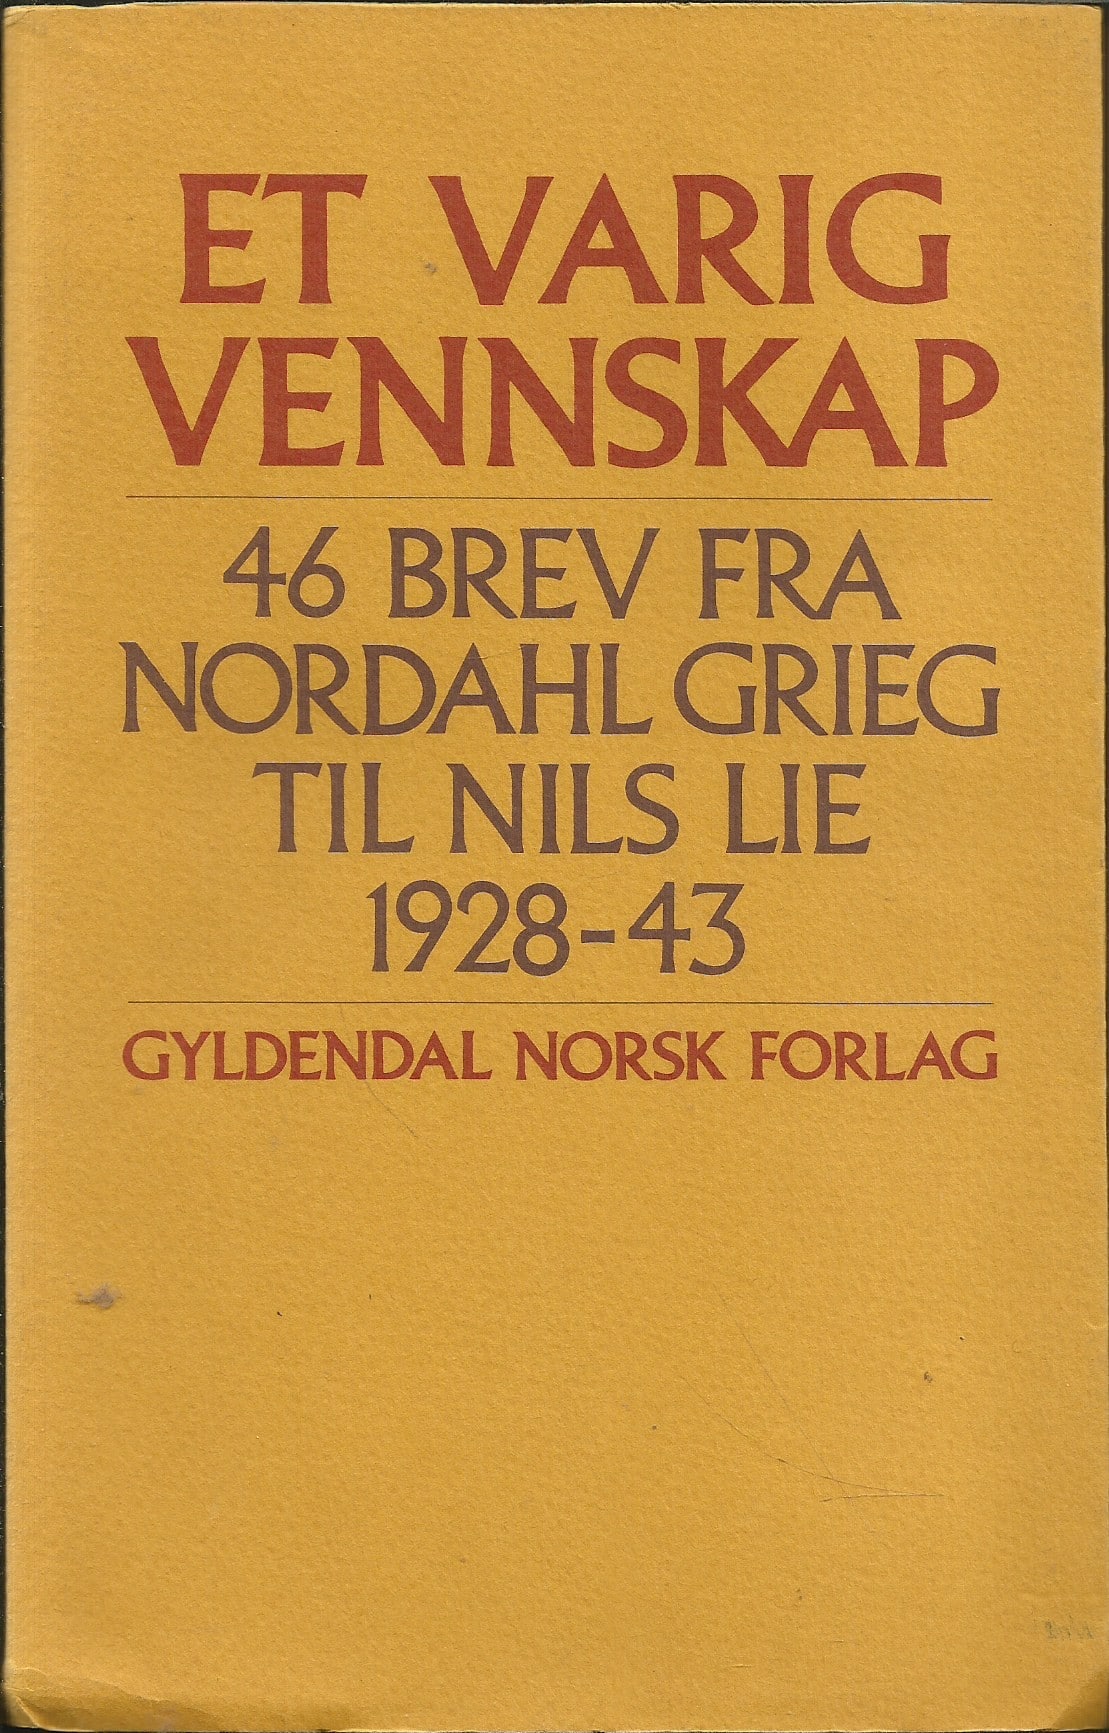 ET VARIG
VENNSKAP
46 BREV FRA
NORDAHL GRIEG
TIL NILS LIE
1928-43
GYLDENDAL NORSK FORLAG